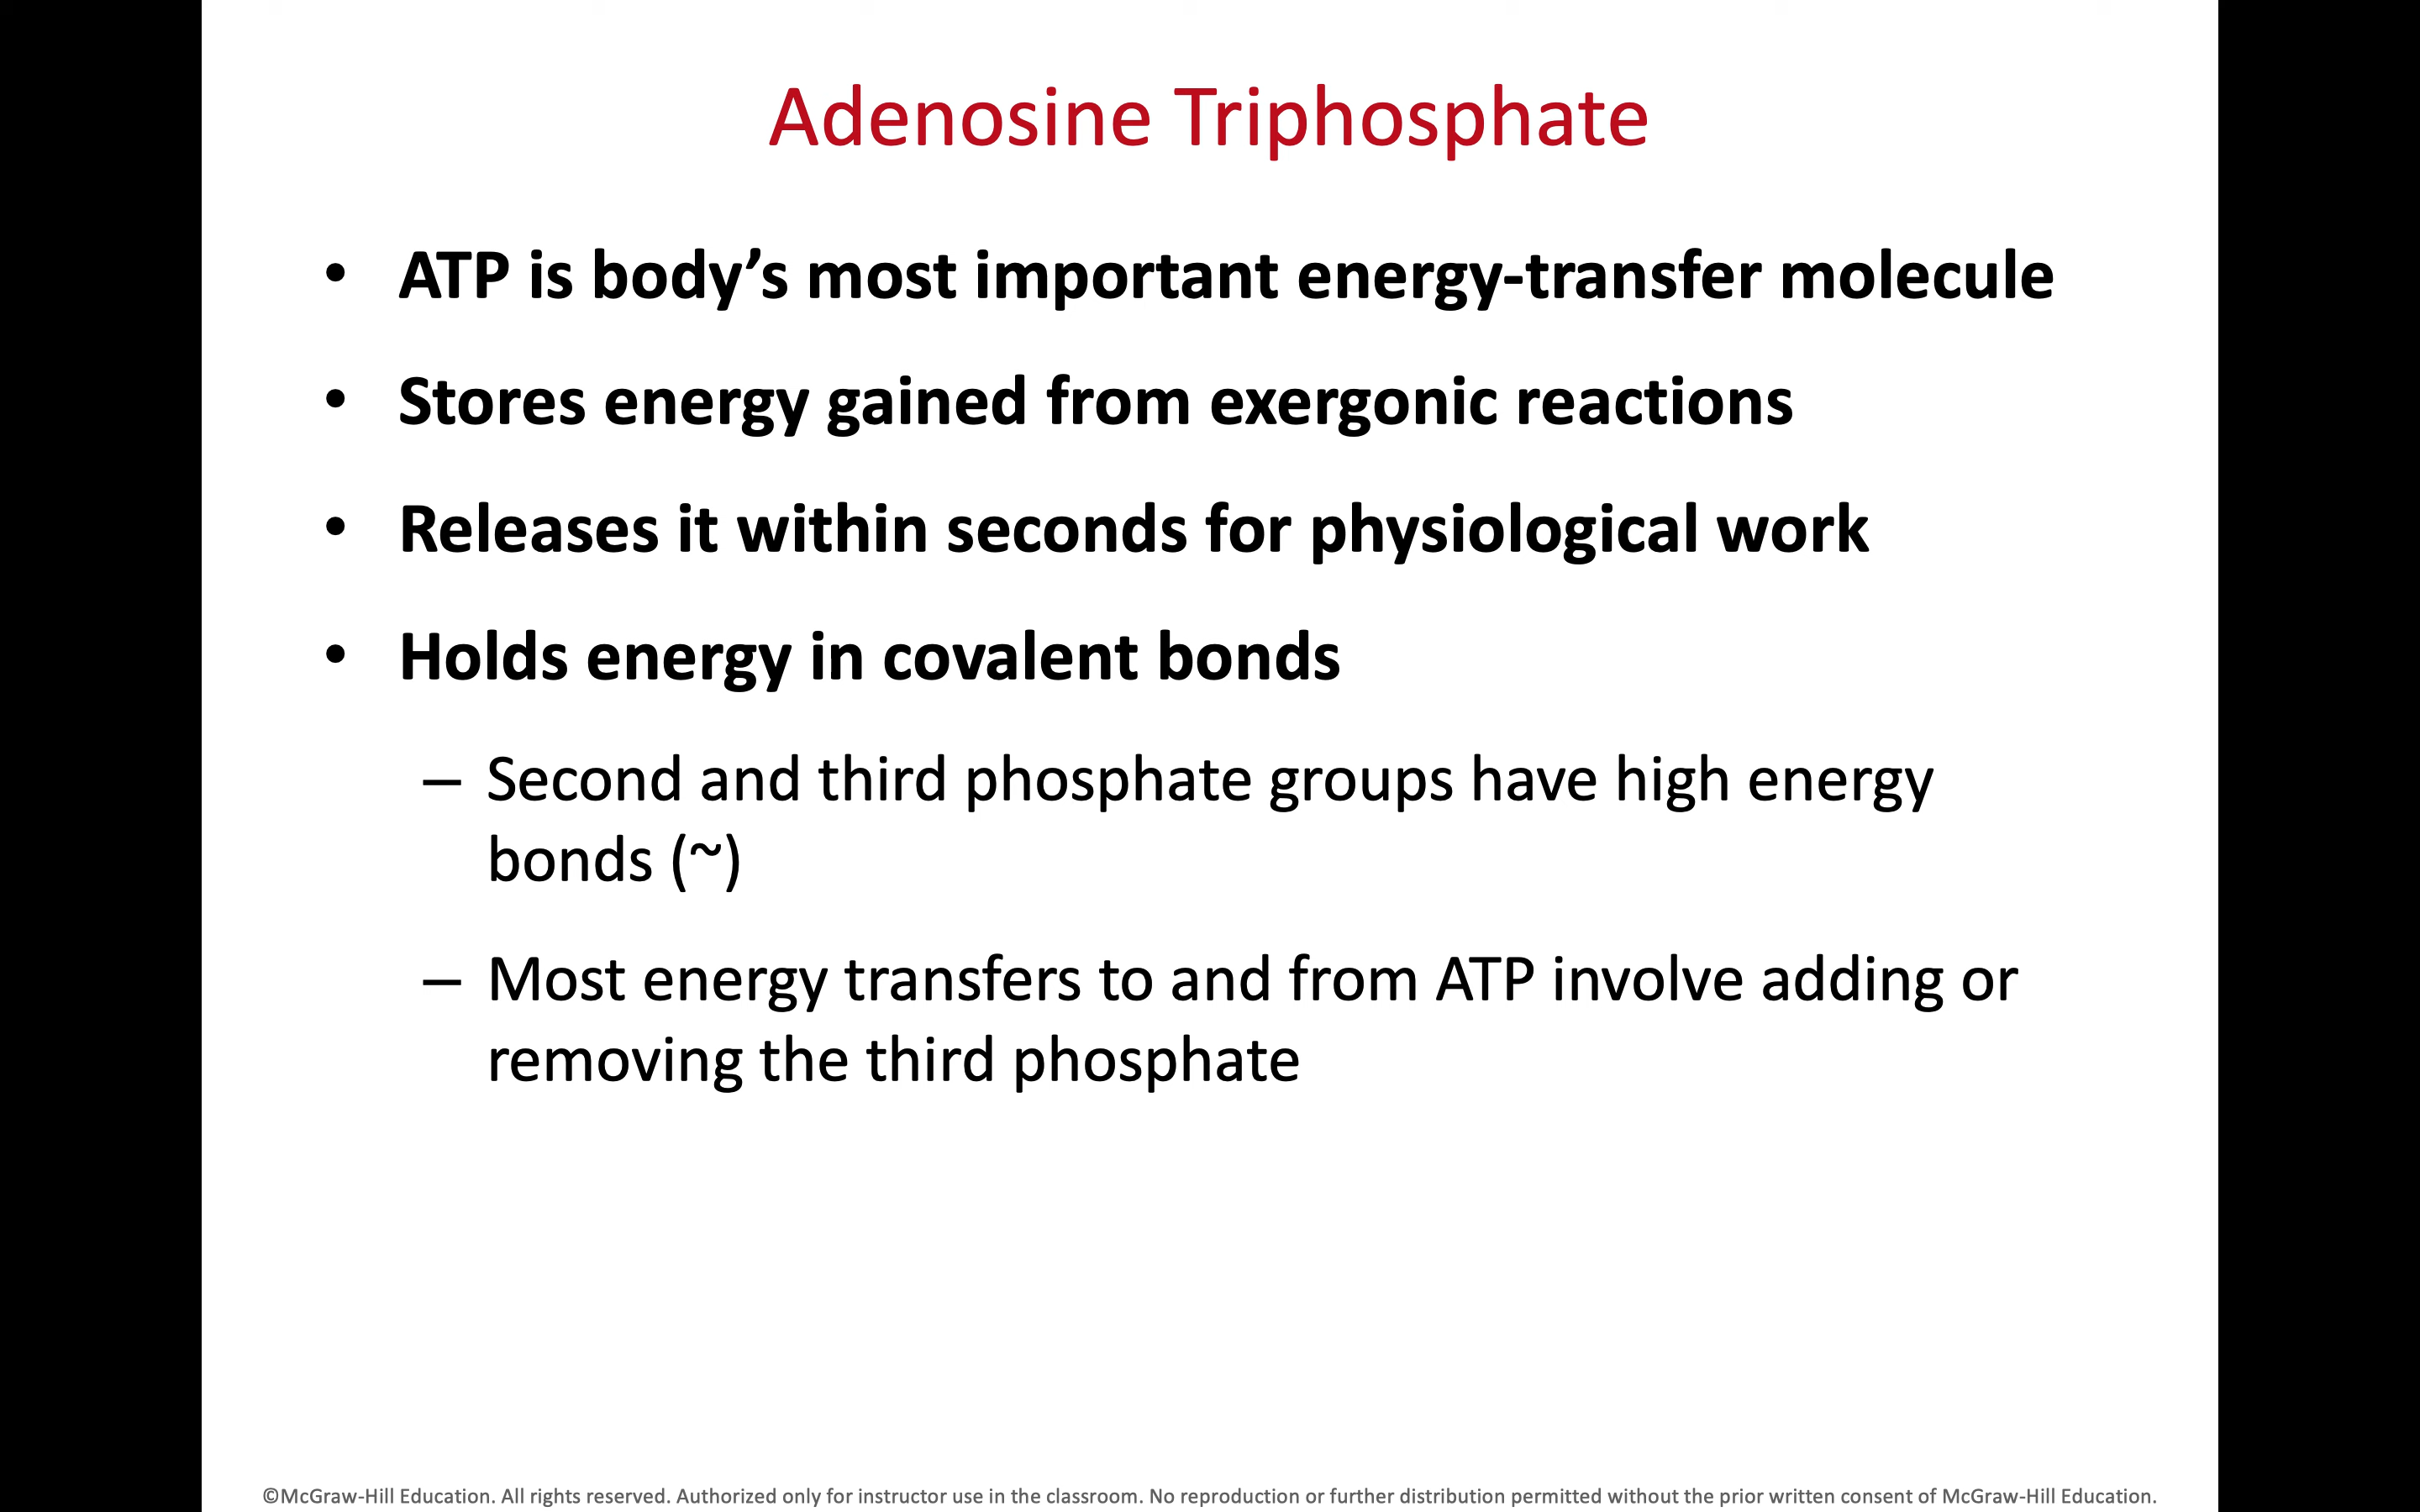 Adenosine Triphosphate
• ATP is body’s most important energy-transfer molecule
• Stores energy gained from exergonic reactions
• Releases it within seconds for physiological work
• Holds energy in covalent bonds
– Second and third phosphate groups have high energy
bonds (~)
– Most energy transfers to and from ATP involve adding or
removing the third phosphate
©McGraw-Hill Education. All rights reserved. Authorized only for instructor use in the classroom. No reproduction or further distribution permitted without the prior written consent of McGraw-Hill Education.